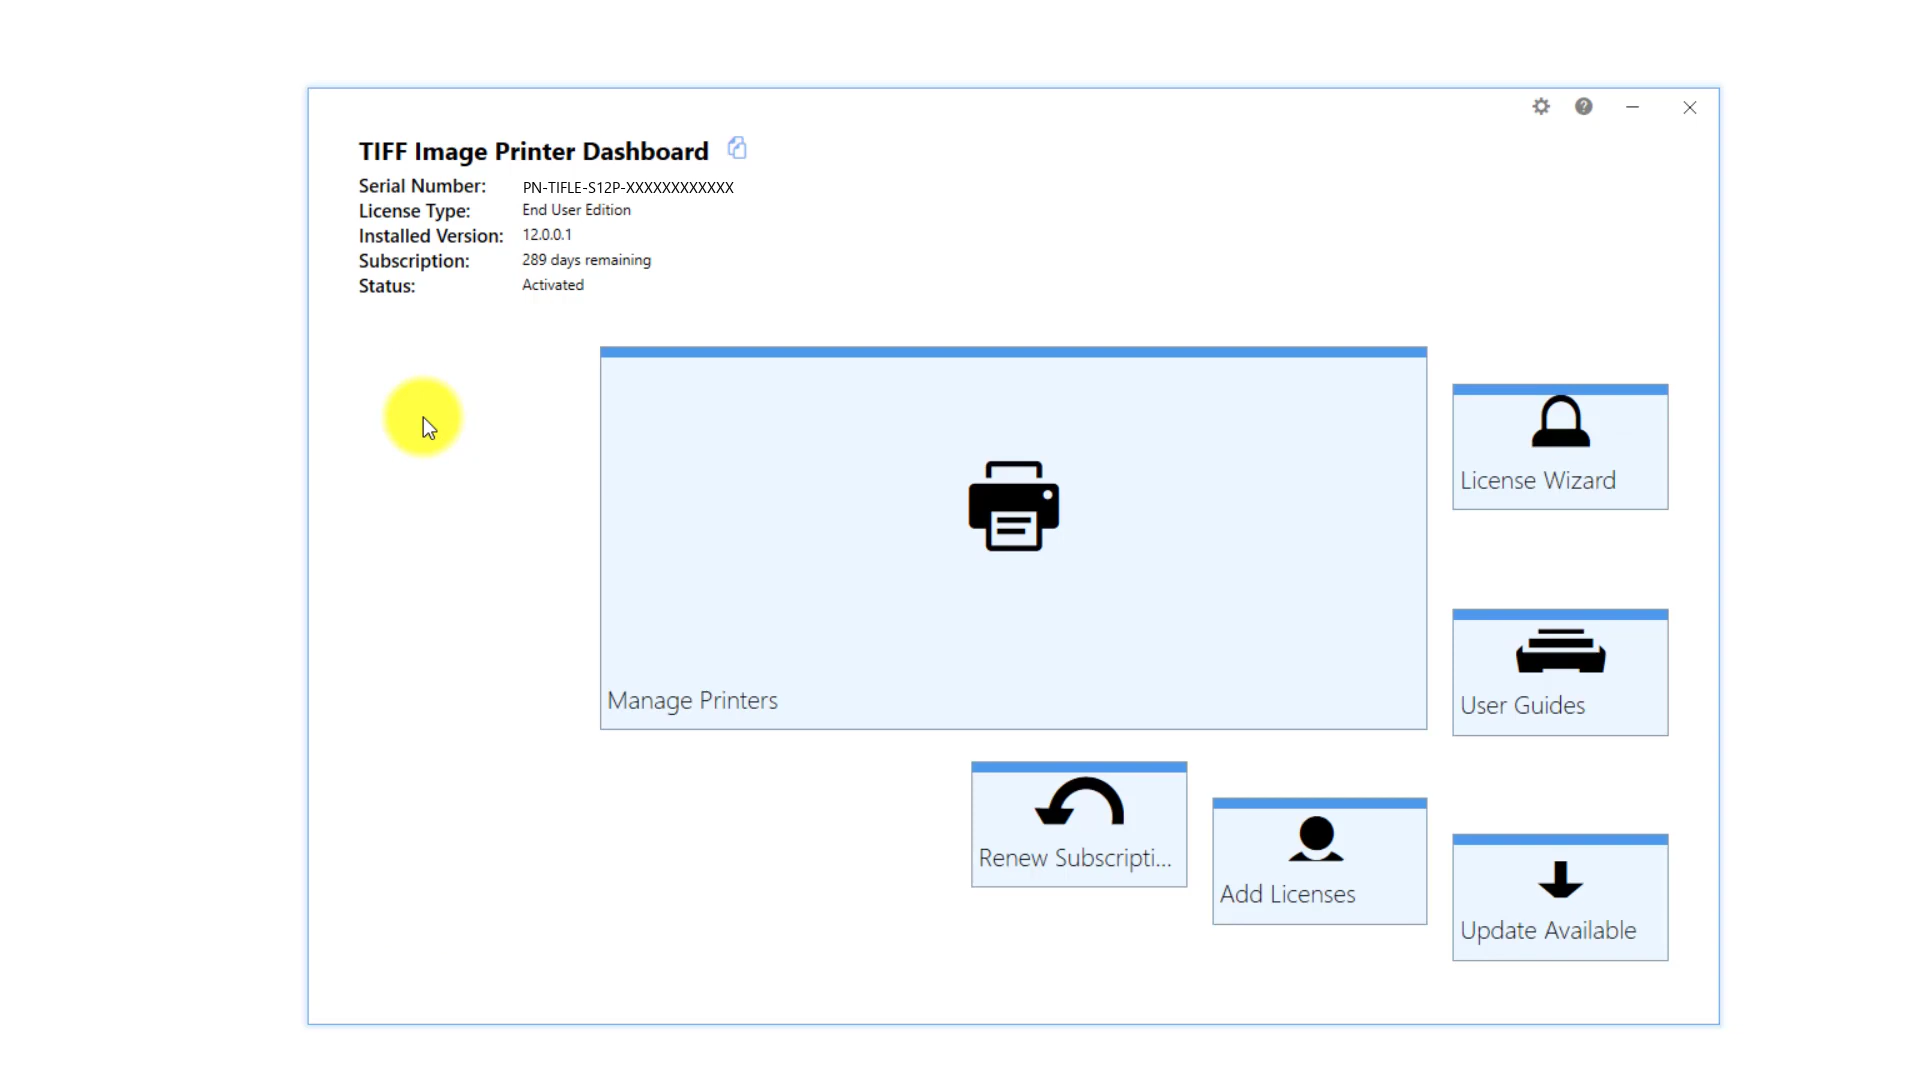 TIFF Image Printer Dashboard
Serial Number: PN-TIFLE-S12P-XXXXXXXXXXXX
License Type: End User Edition
Installed Version: 12.0.0.1
Subscription: 289 days remaining
Status: Activated
Manage Printers
License Wizard
User Guides
Renew Subscripti...
Add Licenses
Update Available